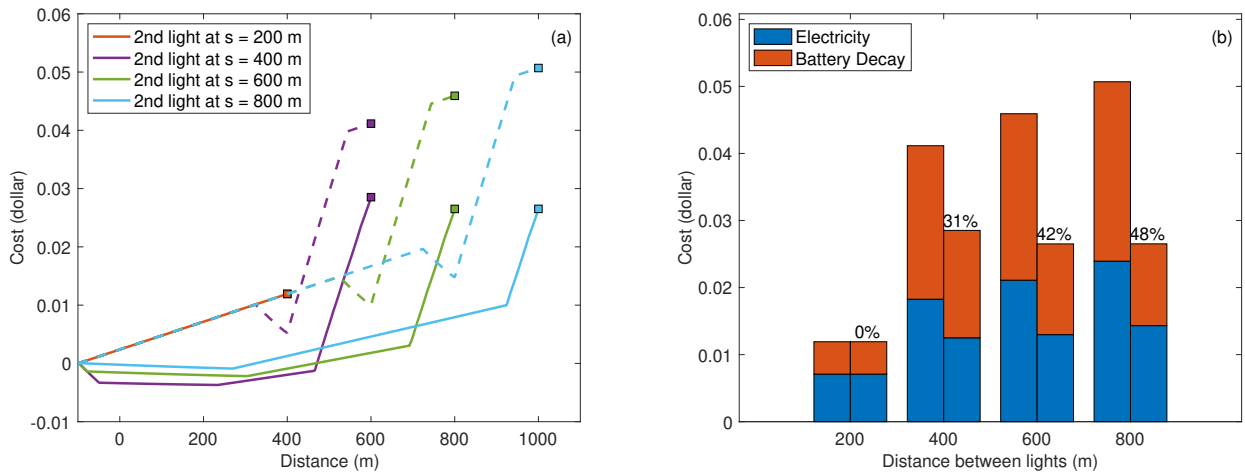 0.06
0.05
0.04
0.03
0.02
0.01
0
-0.01
Cost (dollar)
2nd light at s = 200 m
2nd light at s = 400 m
2nd light at s = 600 m
2nd light at s = 800 m
(a)
0 200 400 600 800 1000
Distance (m)
0.06
0.05
0.04
0.03
0.02
0.01
0
Cost (dollar)
Electricity
Battery Decay
(b)
0%
31%
42%
48%
200 400 600 800
Distance between lights (m)